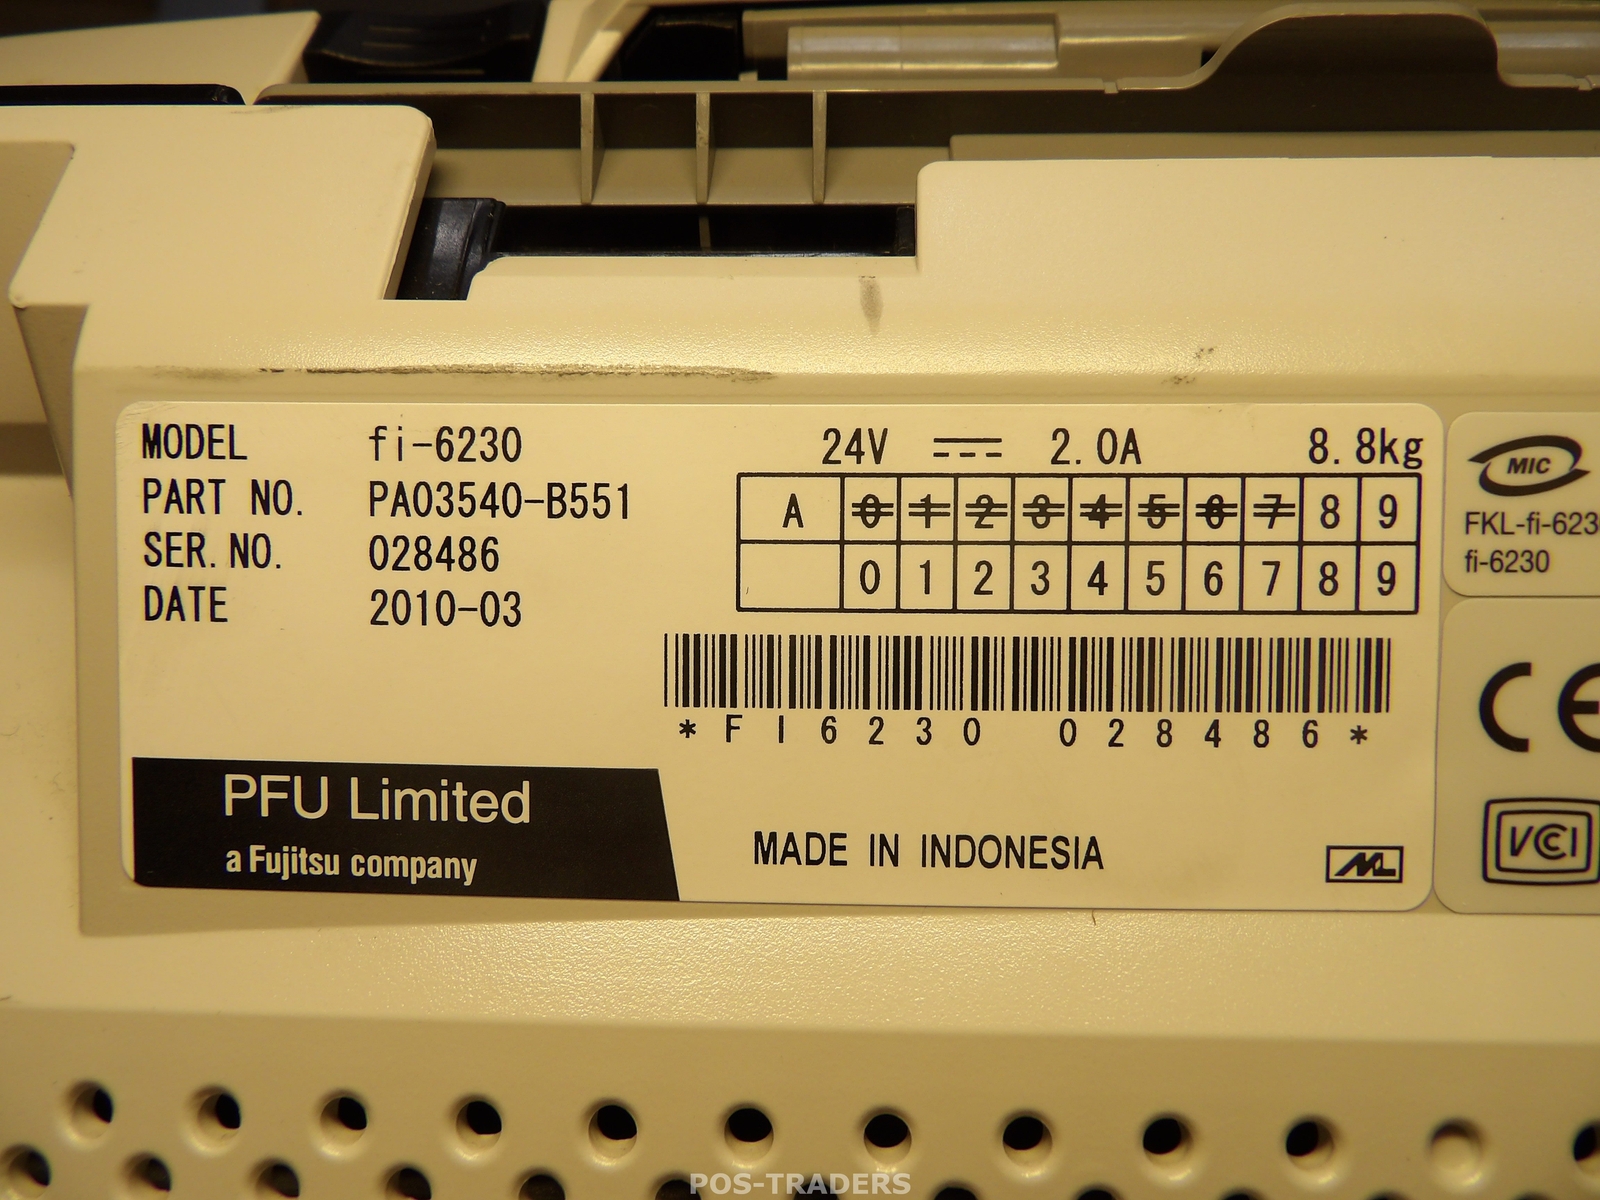 MODEL fi-6230 24V 2.0A 8.8kg
PART NO. PA03540-B551
SER. NO. 028486
DATE 2010-03
A 0 1 2 3 4 5 6 7 8 9
0 1 2 3 4 5 6 7 8 9
*FI6230 028486*
PFU Limited
a Fujitsu company
MADE IN INDONESIA
ML
MIC
FKL-fi-623
fi-6230
CE
VCCI
POS-TRADERS